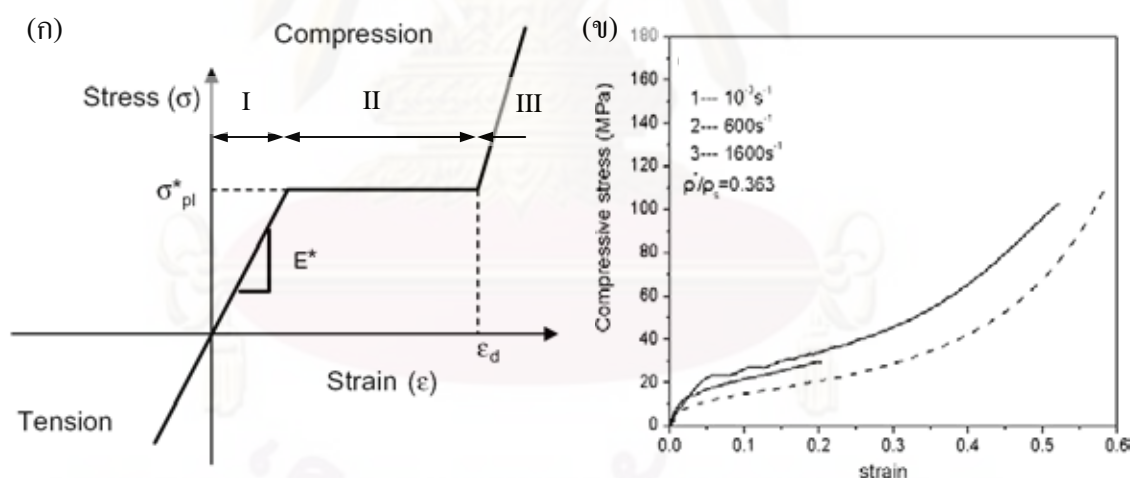 (ก)
Compression
Stress (σ)
I
II
III
σ*pl
E*
εd
Strain (ε)
Tension
(ข)
Compressive stress (MPa)
180
160
140
120
100
80
60
40
20
0
1--- 10⁻³s⁻¹
2--- 600s⁻¹
3--- 1600s⁻¹
ρ*/ρs=0.363
0.0 0.1 0.2 0.3 0.4 0.5 0.6
strain